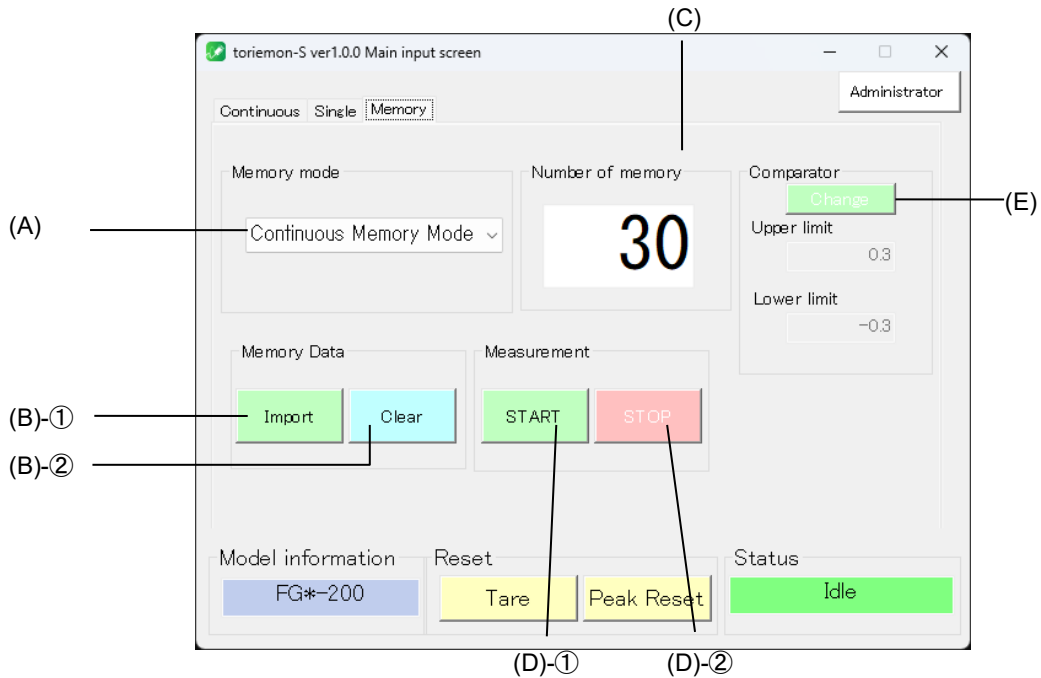 (C)
toriemon-S ver1.0.0 Main input screen
Administrator
Continuous Single Memory
Memory mode
Number of memory
Comparator
Change
(E)
(A)
Continuous Memory Mode
30
Upper limit
0.3
Lower limit
-0.3
Memory Data
Measurement
(B)-①
Import
Clear
START
STOP
(B)-②
Model information
Reset
Status
FG*-200
Tare
Peak Reset
Idle
(D)-①
(D)-②